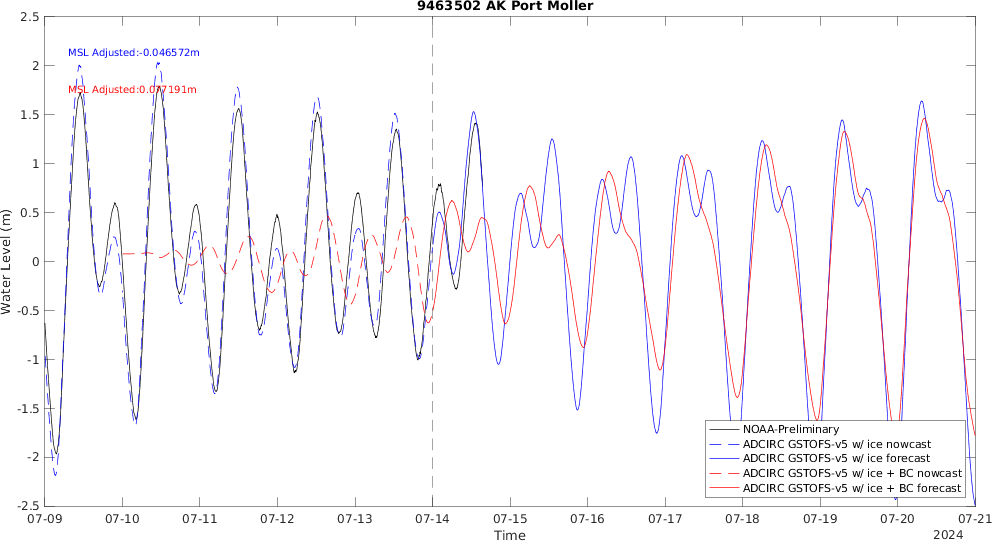 9463502 AK Port Moller
MSL Adjusted:-0.046572m
MSL Adjusted:0.077191m
Water Level (m)
2.5
2
1.5
1
0.5
0
-0.5
-1
-1.5
-2
-2.5
NOAA-Preliminary
ADCIRC GSTOFS-v5 w/ ice nowcast
ADCIRC GSTOFS-v5 w/ ice forecast
ADCIRC GSTOFS-v5 w/ ice + BC nowcast
ADCIRC GSTOFS-v5 w/ ice + BC forecast
07-09 07-10 07-11 07-12 07-13 07-14 07-15 07-16 07-17 07-18 07-19 07-20 07-21
Time
2024